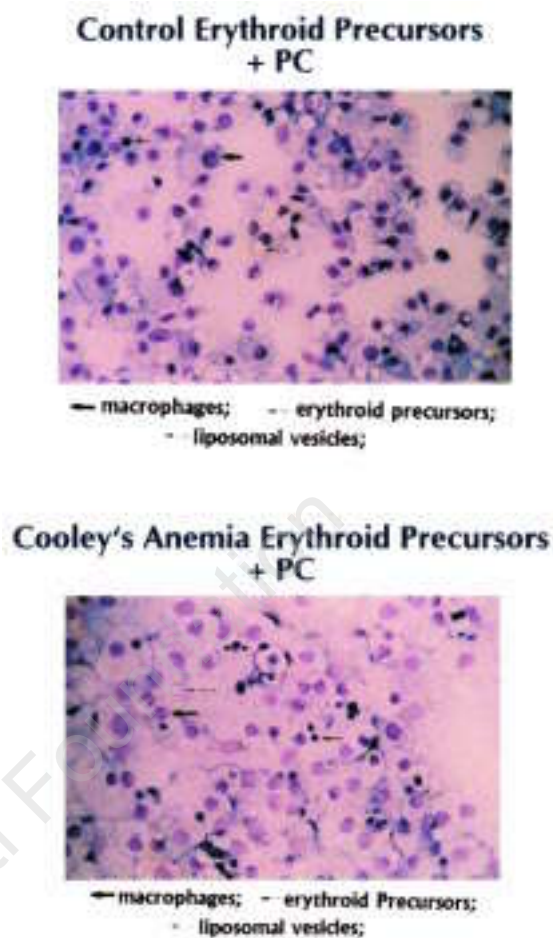 Control Erythroid Precursors
+ PC
macrophages; - erythroid precursors;
- liposomal vesicles;
Cooley's Anemia Erythroid Precursors
+ PC
macrophages; - erythroid Precursors;
- liposomal vesicles;